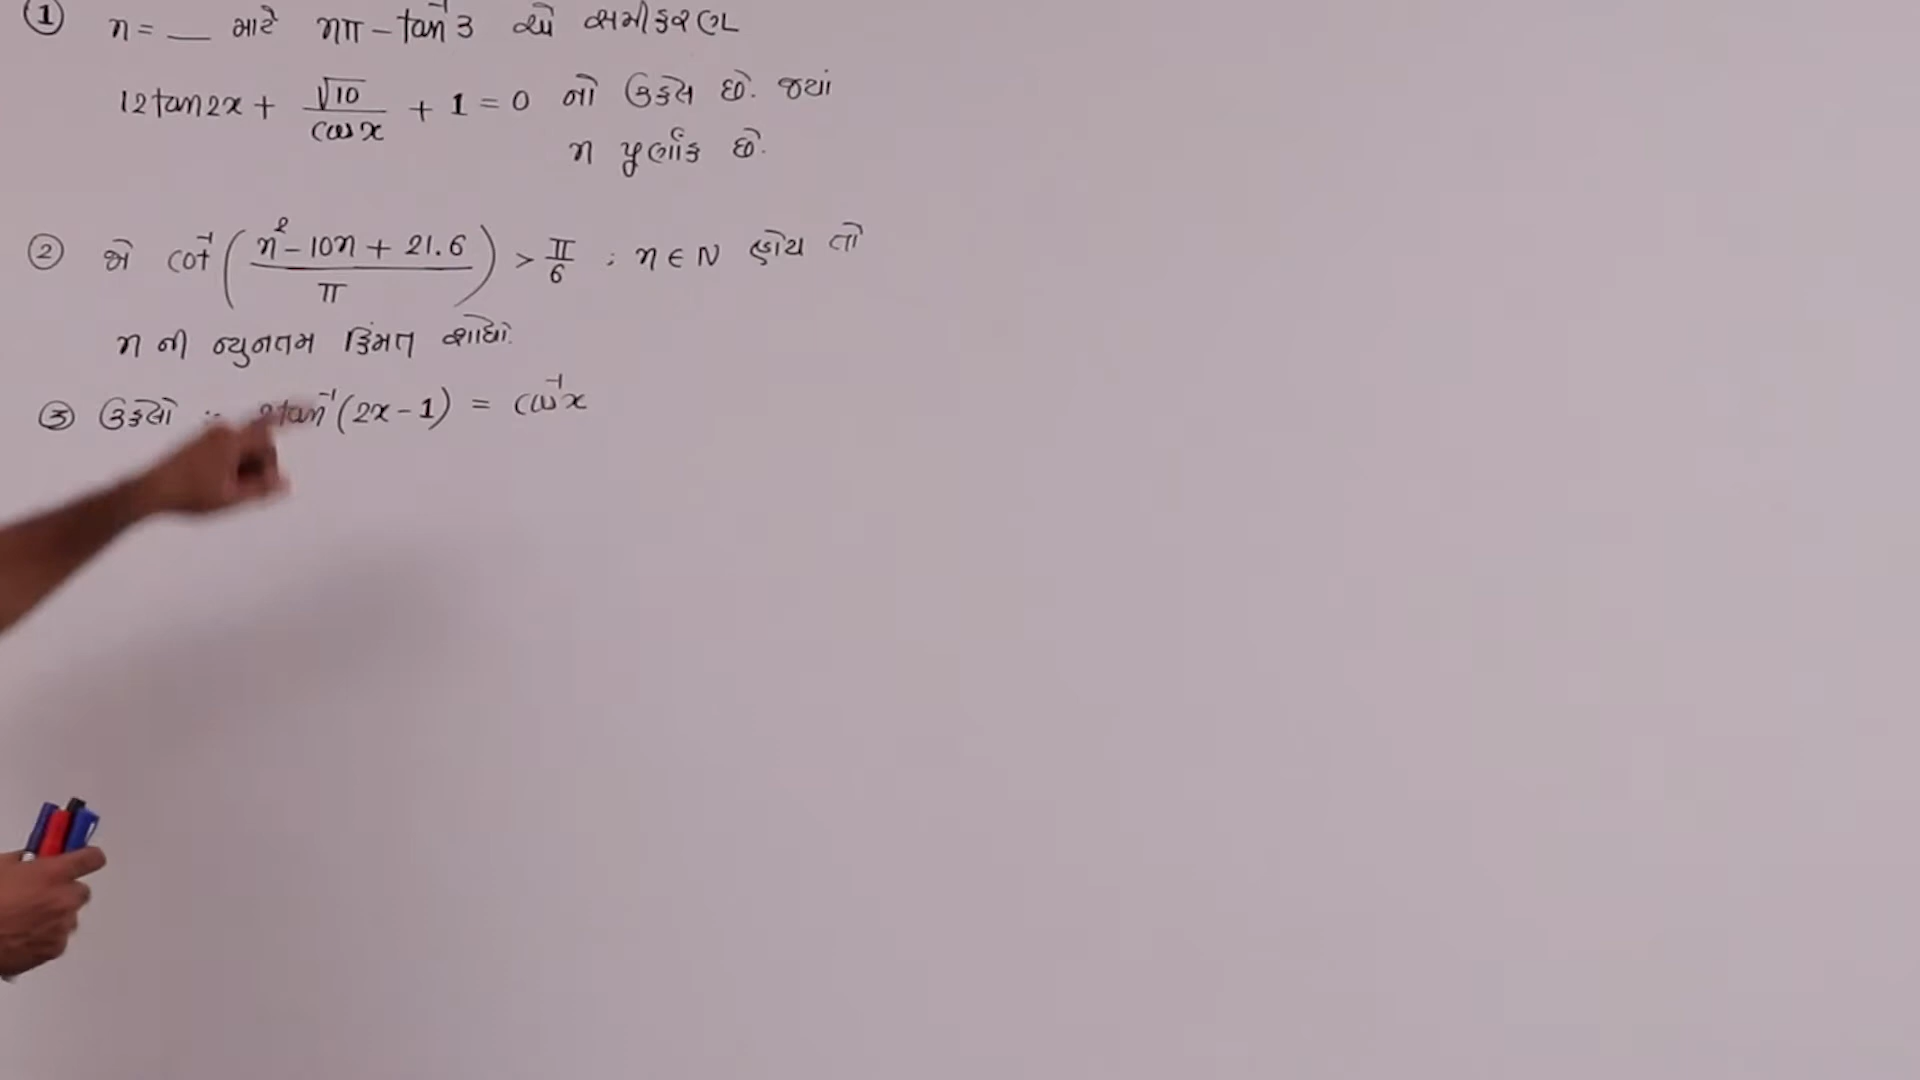 ① n = __ માટે nπ - tan⁻¹3 એ સમીકરણ
12tan2x + √10/cosx + 1 = 0 નો ઉકેલ છે. જ્યાં
n પુર્ણાંક છે.
② જો cot⁻¹((n² - 10n + 21.6)/π) > π/6 ; n ∈ N હોય તો
n ની ન્યુનતમ કિંમત શોધો.
③ ઉકેલો :- 2tan⁻¹(2x - 1) = cos⁻¹x